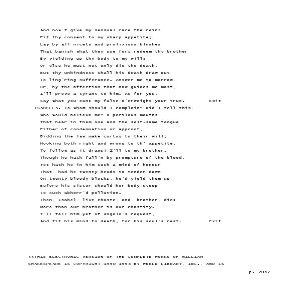 And now I give my sensual race the rein:
Fit thy consent to my sharp appetite;
Lay by all nicety and prolixious blushes
That banish what they sue for; redeem thy brother
By yielding up thy body to my will;
Or else he must not only die the death,
But thy unkindness shall his death draw out
To ling'ring sufferance. Answer me to-morrow,
Or, by the affection that now guides me most,
I'll prove a tyrant to him. As for you,
Say what you can: my false o'erweighs your true. Exit
ISABELLA. To whom should I complain? Did I tell this,
Who would believe me? O perilous mouths
That bear in them one and the self-same tongue
Either of condemnation or approof,
Bidding the law make curtsy to their will;
Hooking both right and wrong to th' appetite,
To follow as it draws! I'll to my brother.
Though he hath fall'n by prompture of the blood,
Yet hath he in him such a mind of honour
That, had he twenty heads to tender down
On twenty bloody blocks, he'd yield them up
Before his sister should her body stoop
To such abhorr'd pollution.
Then, Isabel, live chaste, and, brother, die:
More than our brother is our chastity.
I'll tell him yet of Angelo's request,
And fit his mind to death, for his soul's rest. Exit
<<THIS ELECTRONIC VERSION OF THE COMPLETE WORKS OF WILLIAM
SHAKESPEARE IS COPYRIGHT 1990-1993 BY WORLD LIBRARY, INC., AND IS